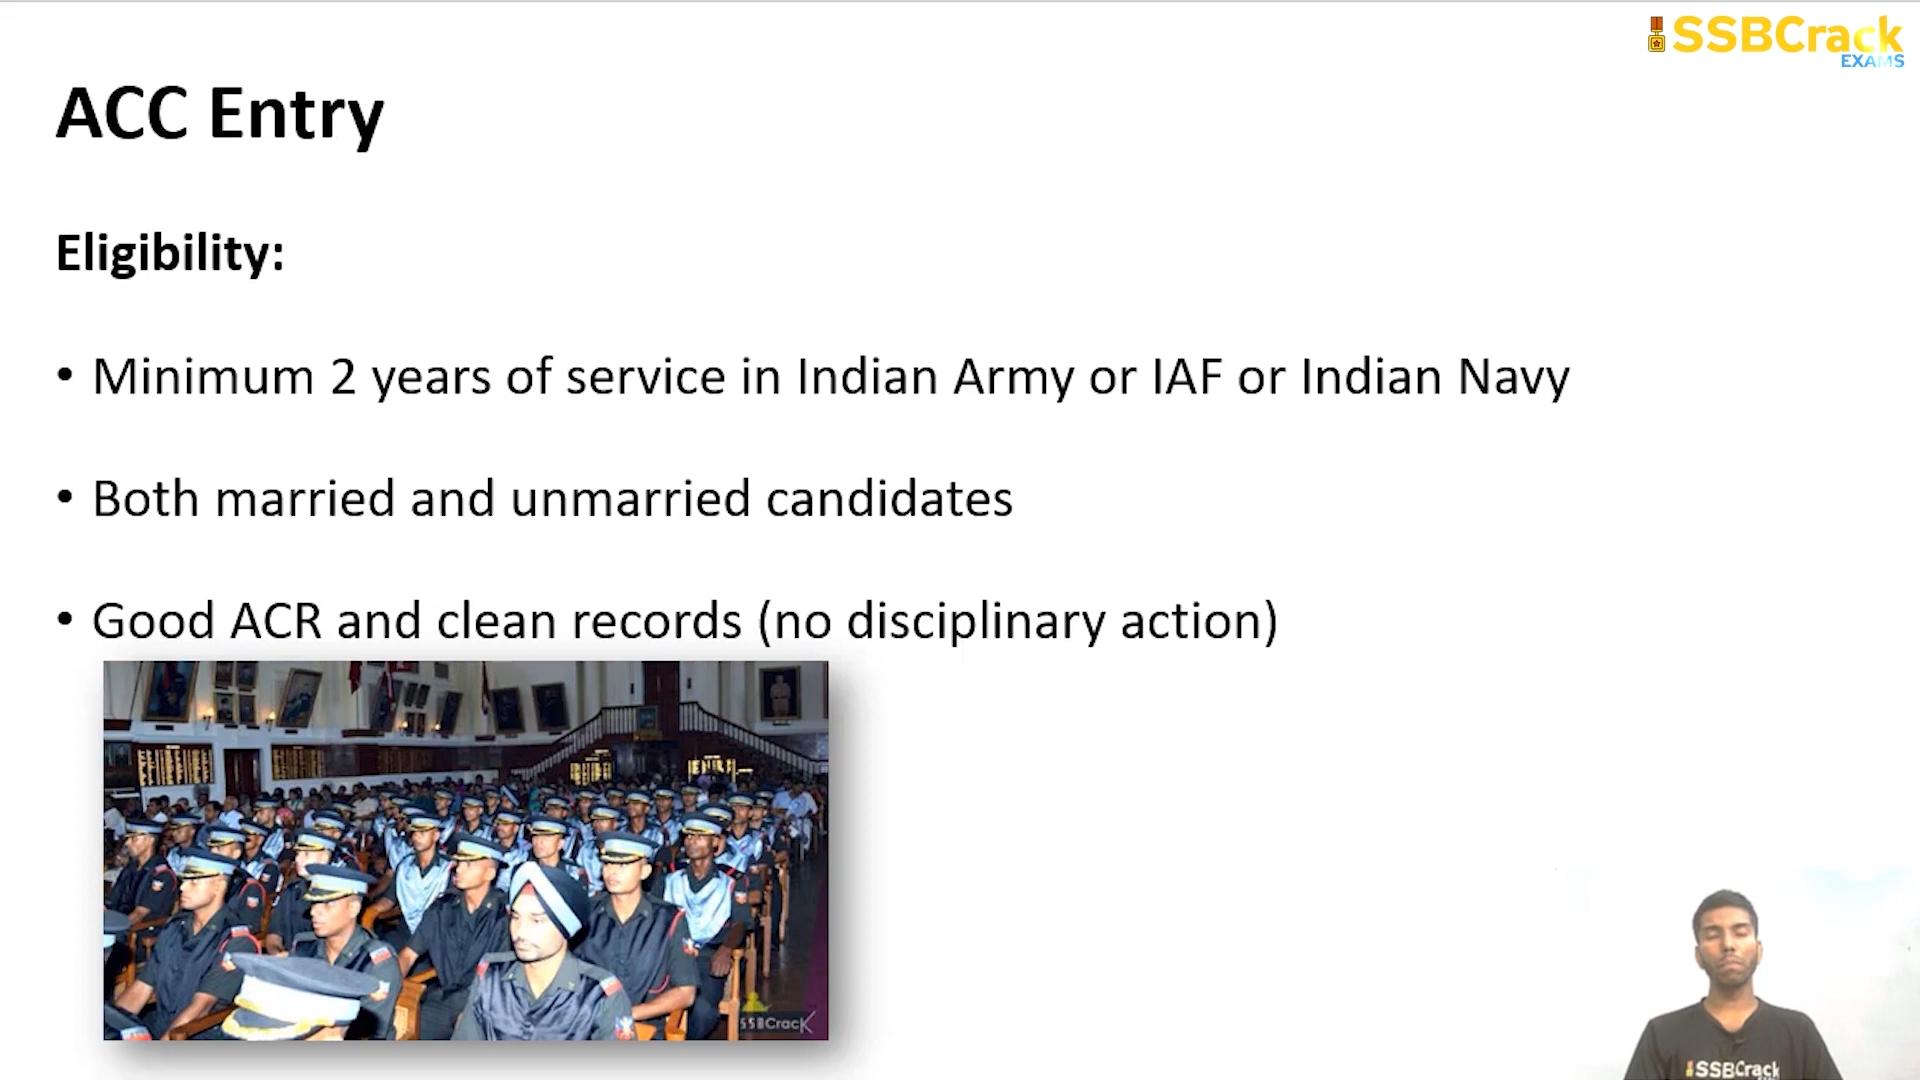 SSBCrack
EXAMS
ACC Entry
Eligibility:
• Minimum 2 years of service in Indian Army or IAF or Indian Navy
• Both married and unmarried candidates
• Good ACR and clean records (no disciplinary action)
SSBCrack
SSBCrack